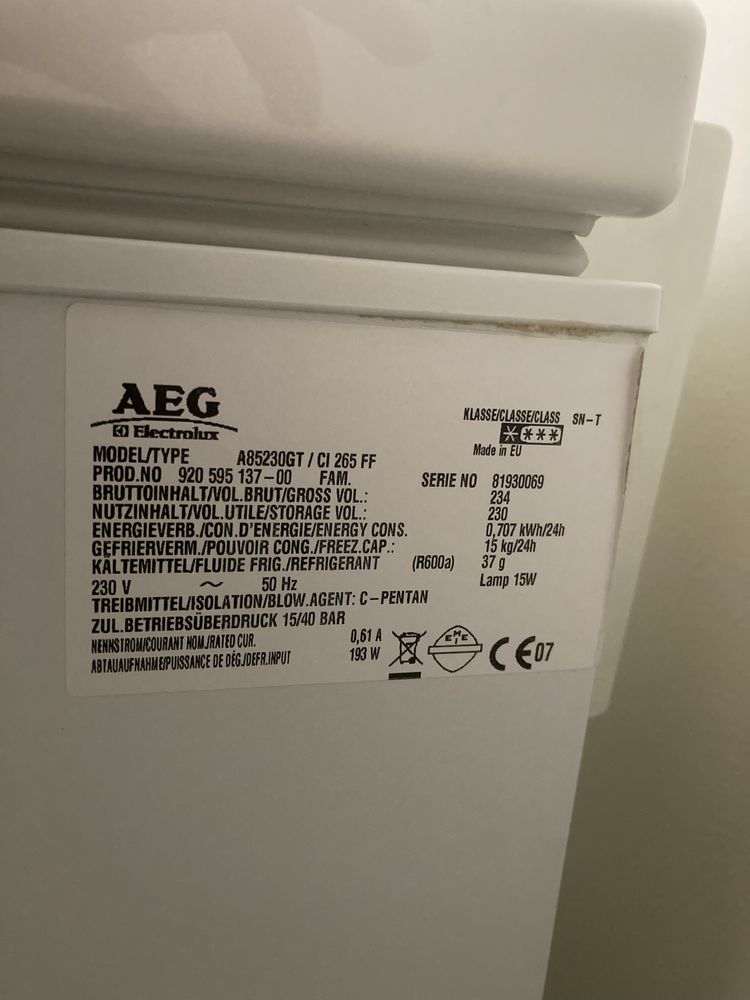 AEG
Electrolux
KLASSE/CLASSE/CLASS SN-T
Made in EU
MODEL/TYPE A85230GT / CI 265 FF
PROD.NO 920 595 137-00 FAM. SERIE NO 81930069
BRUTTOINHALT/VOL.BRUT/GROSS VOL.: 234
NUTZINHALT/VOL.UTILE/STORAGE VOL.: 230
ENERGIEVERB./CON.D'ENERGIE/ENERGY CONS. 0,707 kWh/24h
GEFRIERVERM./POUVOIR CONG./FREEZ.CAP.: 15 kg/24h
KÄLTEMITTEL/FLUIDE FRIG./REFRIGERANT (R600a) 37 g
230 V ~ 50 Hz Lamp 15W
TREIBMITTEL/ISOLATION/BLOW.AGENT: C-PENTAN
ZUL.BETRIEBSÜBERDRUCK 15/40 BAR
NENNSTROM/COURANT NOM./RATED CUR. 0,61 A
ABTAUAUFNAHME/PUISSANCE DE DÉG./DEFR.INPUT 193 W
CE07